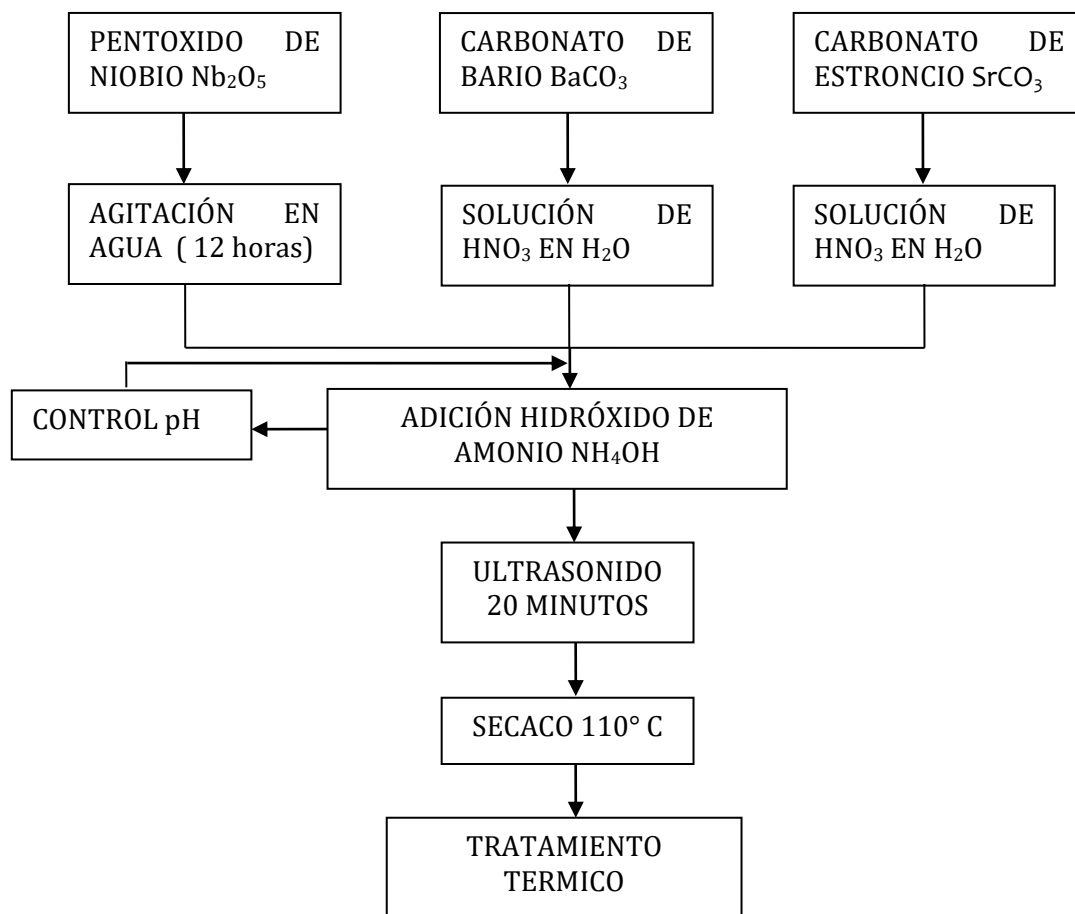 PENTOXIDO DE
NIOBIO Nb₂O₅
CARBONATO DE
BARIO BaCO₃
CARBONATO DE
ESTRONCIO SrCO₃
AGITACIÓN EN
AGUA ( 12 horas)
SOLUCIÓN DE
HNO₃ EN H₂O
SOLUCIÓN DE
HNO₃ EN H₂O
CONTROL pH
ADICIÓN HIDRÓXIDO DE
AMONIO NH₄OH
ULTRASONIDO
20 MINUTOS
SECACO 110° C
TRATAMIENTO
TERMICO